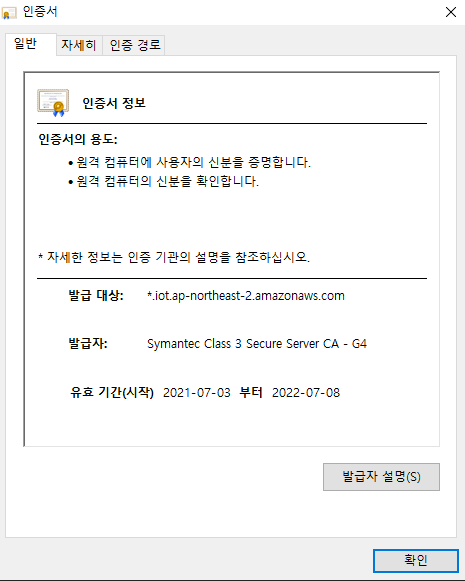 인증서
일반 자세히 인증 경로
인증서 정보
인증서의 용도:
• 원격 컴퓨터에 사용자의 신분을 증명합니다.
• 원격 컴퓨터의 신분을 확인합니다.
* 자세한 정보는 인증 기관의 설명을 참조하십시오.
발급 대상: *.iot.ap-northeast-2.amazonaws.com
발급자: Symantec Class 3 Secure Server CA - G4
유효 기간(시작) 2021-07-03 부터 2022-07-08
발급자 설명(S)
확인